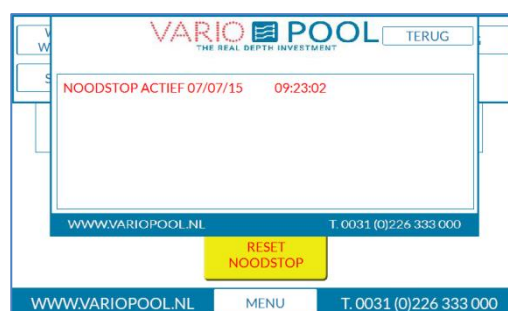 VARIO POOL
THE REAL DEPTH INVESTMENT
TERUG
NOODSTOP ACTIEF 07/07/15 09:23:02
WWW.VARIOPOOL.NL T. 0031 (0)226 333 000
RESET
NOODSTOP
WWW.VARIOPOOL.NL MENU T. 0031 (0)226 333 000